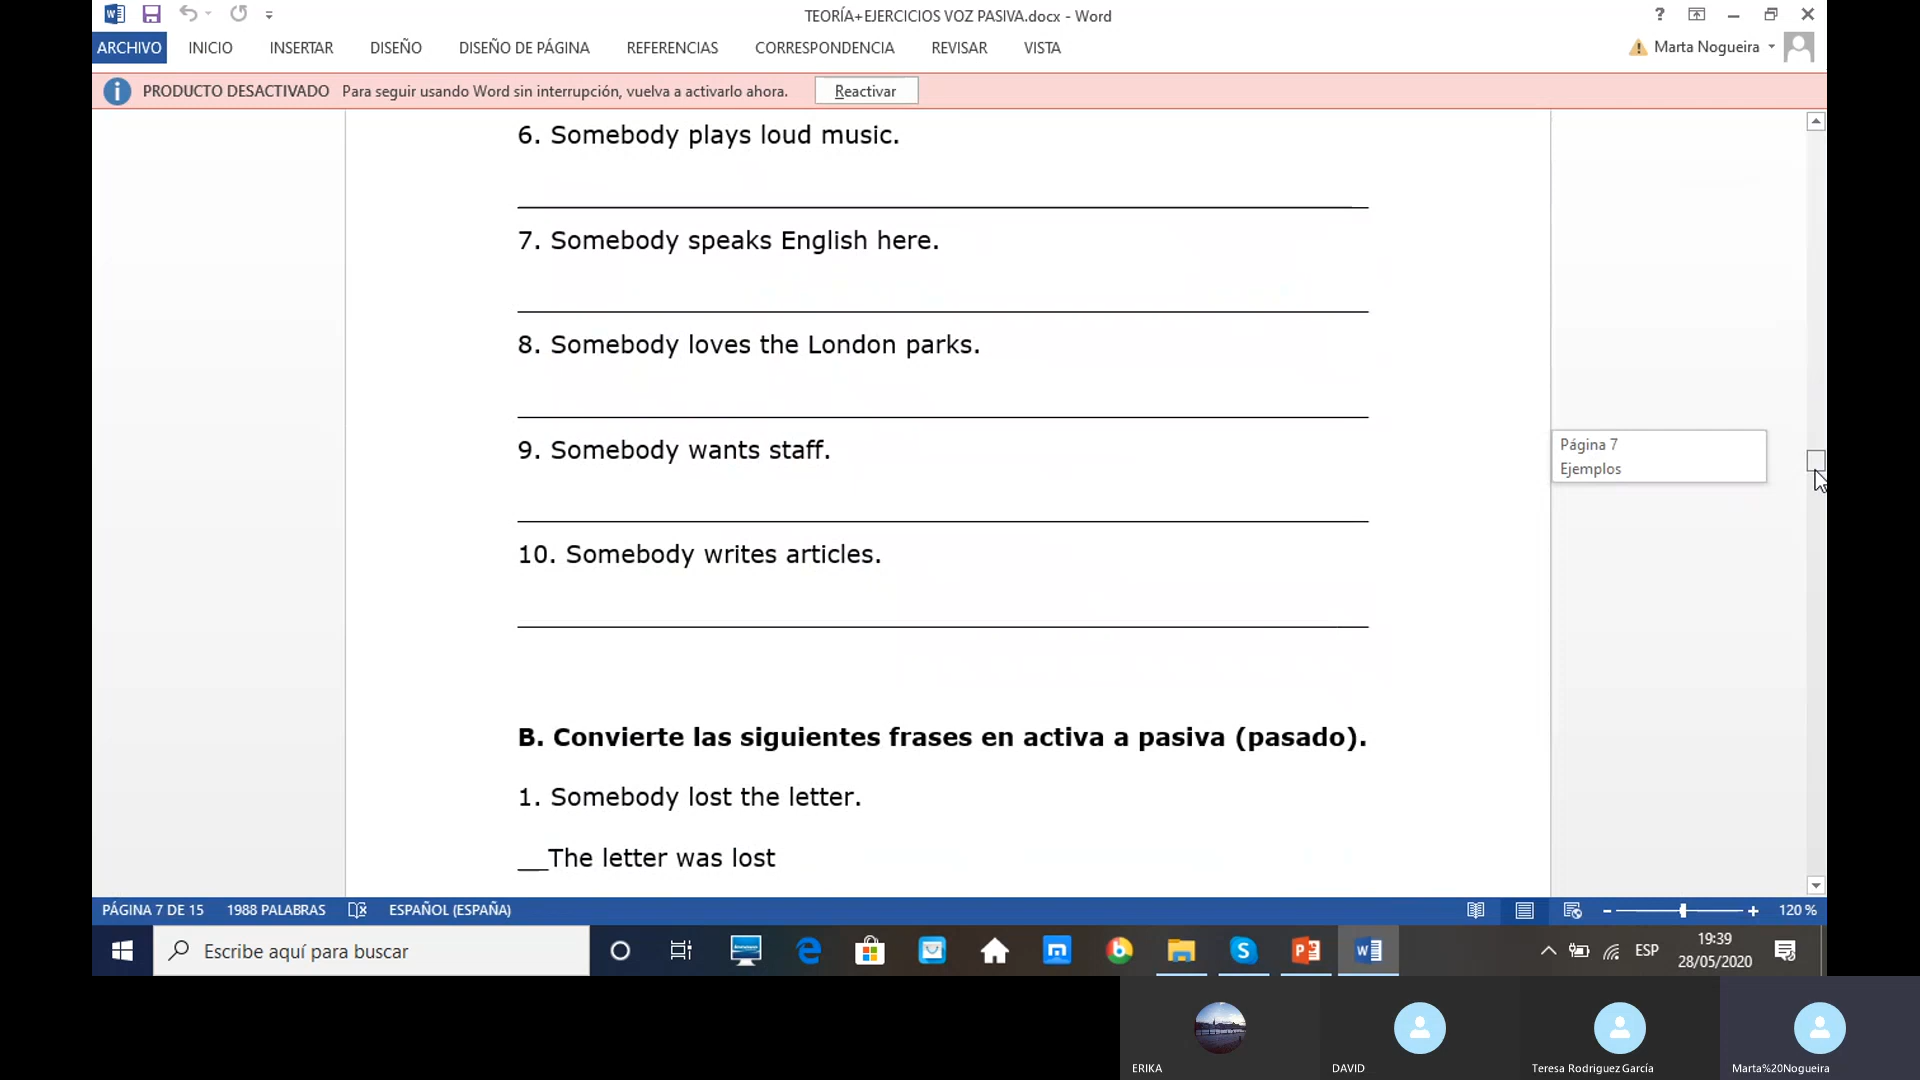 TEORÍA+EJERCICIOS VOZ PASIVA.docx - Word
?
ARCHIVO INICIO INSERTAR DISEÑO DISEÑO DE PÁGINA REFERENCIAS CORRESPONDENCIA REVISAR VISTA
Marta Nogueira
PRODUCTO DESACTIVADO Para seguir usando Word sin interrupción, vuelva a activarlo ahora. Reactivar
6. Somebody plays loud music.
7. Somebody speaks English here.
8. Somebody loves the London parks.
9. Somebody wants staff.
Página 7
Ejemplos
10. Somebody writes articles.
B. Convierte las siguientes frases en activa a pasiva (pasado).
1. Somebody lost the letter.
__The letter was lost
PÁGINA 7 DE 15 1988 PALABRAS ESPAÑOL (ESPAÑA) 120 %
Escribe aquí para buscar
ESP
19:39
28/05/2020
ERIKA
DAVID
Teresa Rodriguez García
Marta%20Nogueira